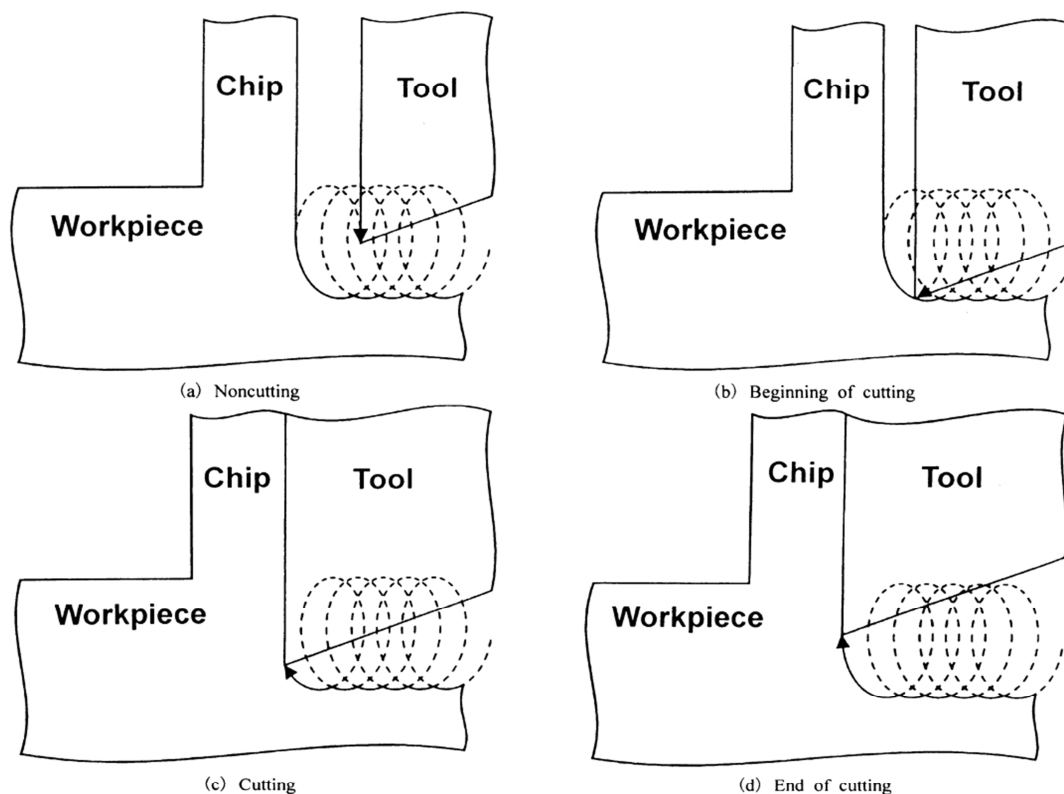 Chip
Tool
Workpiece
(a) Noncutting
Chip
Tool
Workpiece
(b) Beginning of cutting
Chip
Tool
Workpiece
(c) Cutting
Chip
Tool
Workpiece
(d) End of cutting